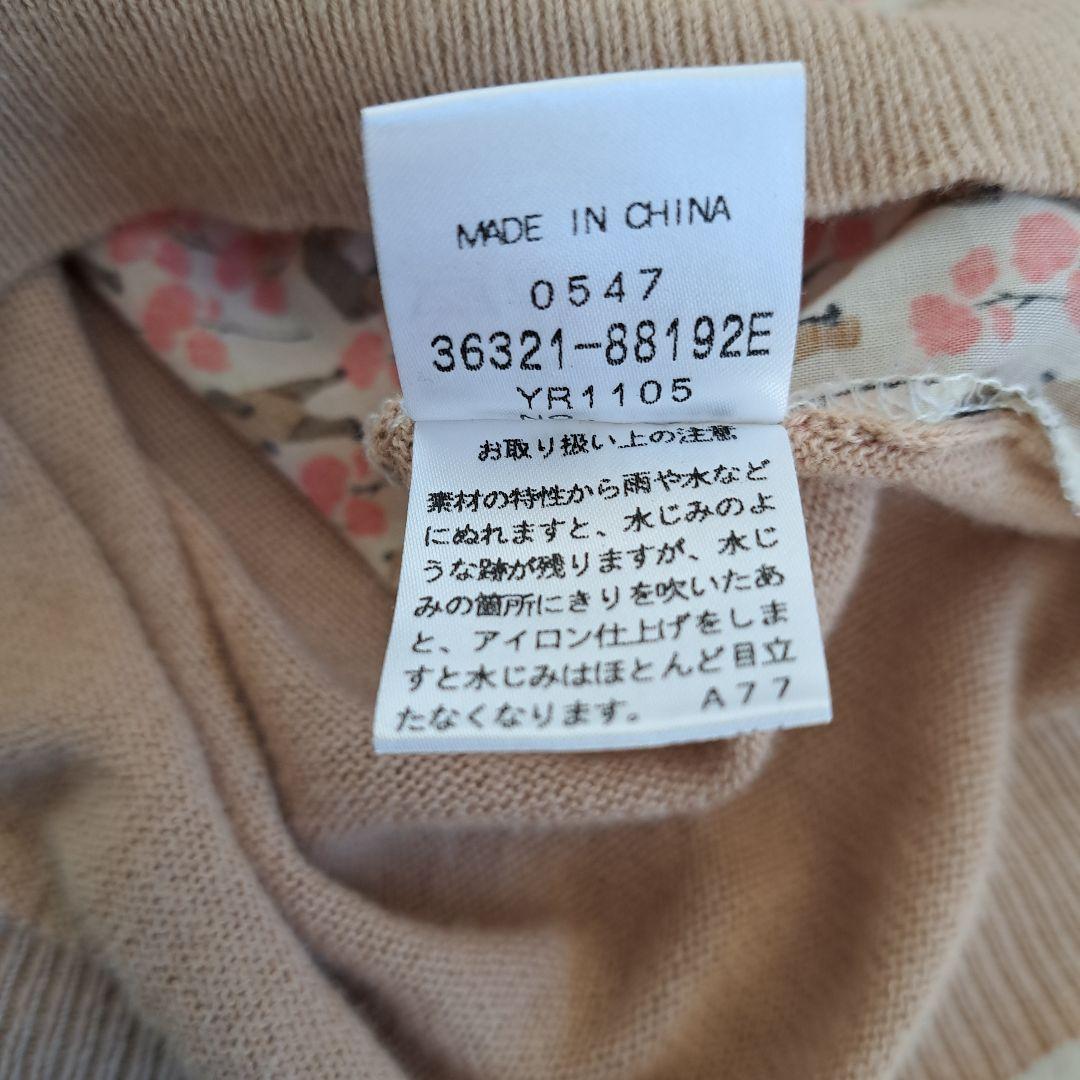 MADE IN CHINA
0547
36321-88192E
YR1105
お取り扱い上の注意
素材の特性から雨や水など
にぬれますと、水じみのよ
うな跡が残りますが、水じ
みの箇所にきりを吹いたあ
と、アイロン仕上げをしま
すと水じみはほとんど目立
たなくなります。 A77